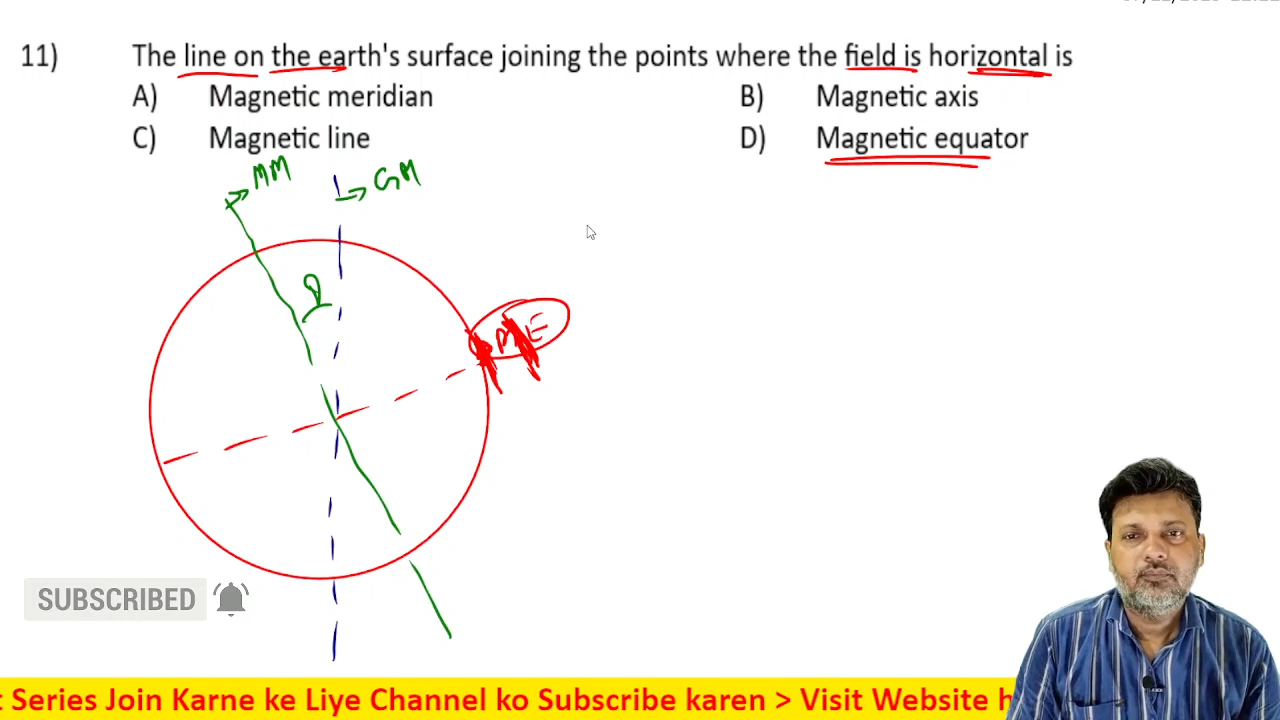 11) The line on the earth's surface joining the points where the field is horizontal is
A) Magnetic meridian B) Magnetic axis
C) Magnetic line D) Magnetic equator
MM
GM
SUBSCRIBED
t Series Join Karne ke Liye Channel ko Subscribe karen > Visit Website h